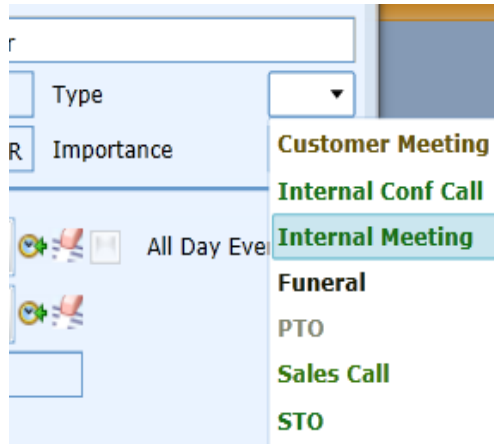 r
Type
Customer Meeting
R Importance
Internal Conf Call
Internal Meeting
All Day Eve
Funeral
PTO
Sales Call
STO